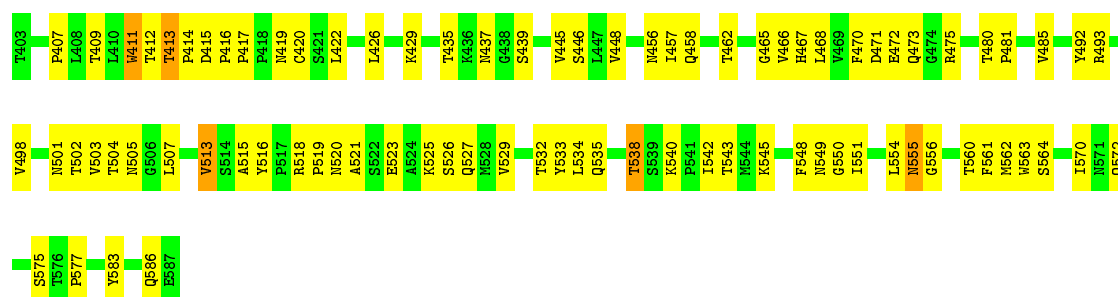 T403 P407 L408 T409 L410 W411 T412 T413 P414 D415 P416 P417 P418 N419 C420 S421 L422 L426 K429 T435 K436 N437 G438 S439 V445 S446 L447 V448 N456 I457 Q458 T462 G465 V466 H467 L468 V469 F470 D471 E472 Q473 G474 R475 T480 P481 V485 Y492 R493
V498 N501 T502 V503 T504 N505 G506 L507 V513 S514 A515 Y516 P517 R518 P519 N520 A521 S522 E523 A524 K525 S526 Q527 M528 V529 T532 Y533 L534 Q535 T538 S539 K540 P541 I542 T543 M544 K545 F548 N549 G550 I551 L554 N555 G556 T560 F561 M562 W563 S564 I570 N571
S575 T576 P577 Y583 Q586 E587